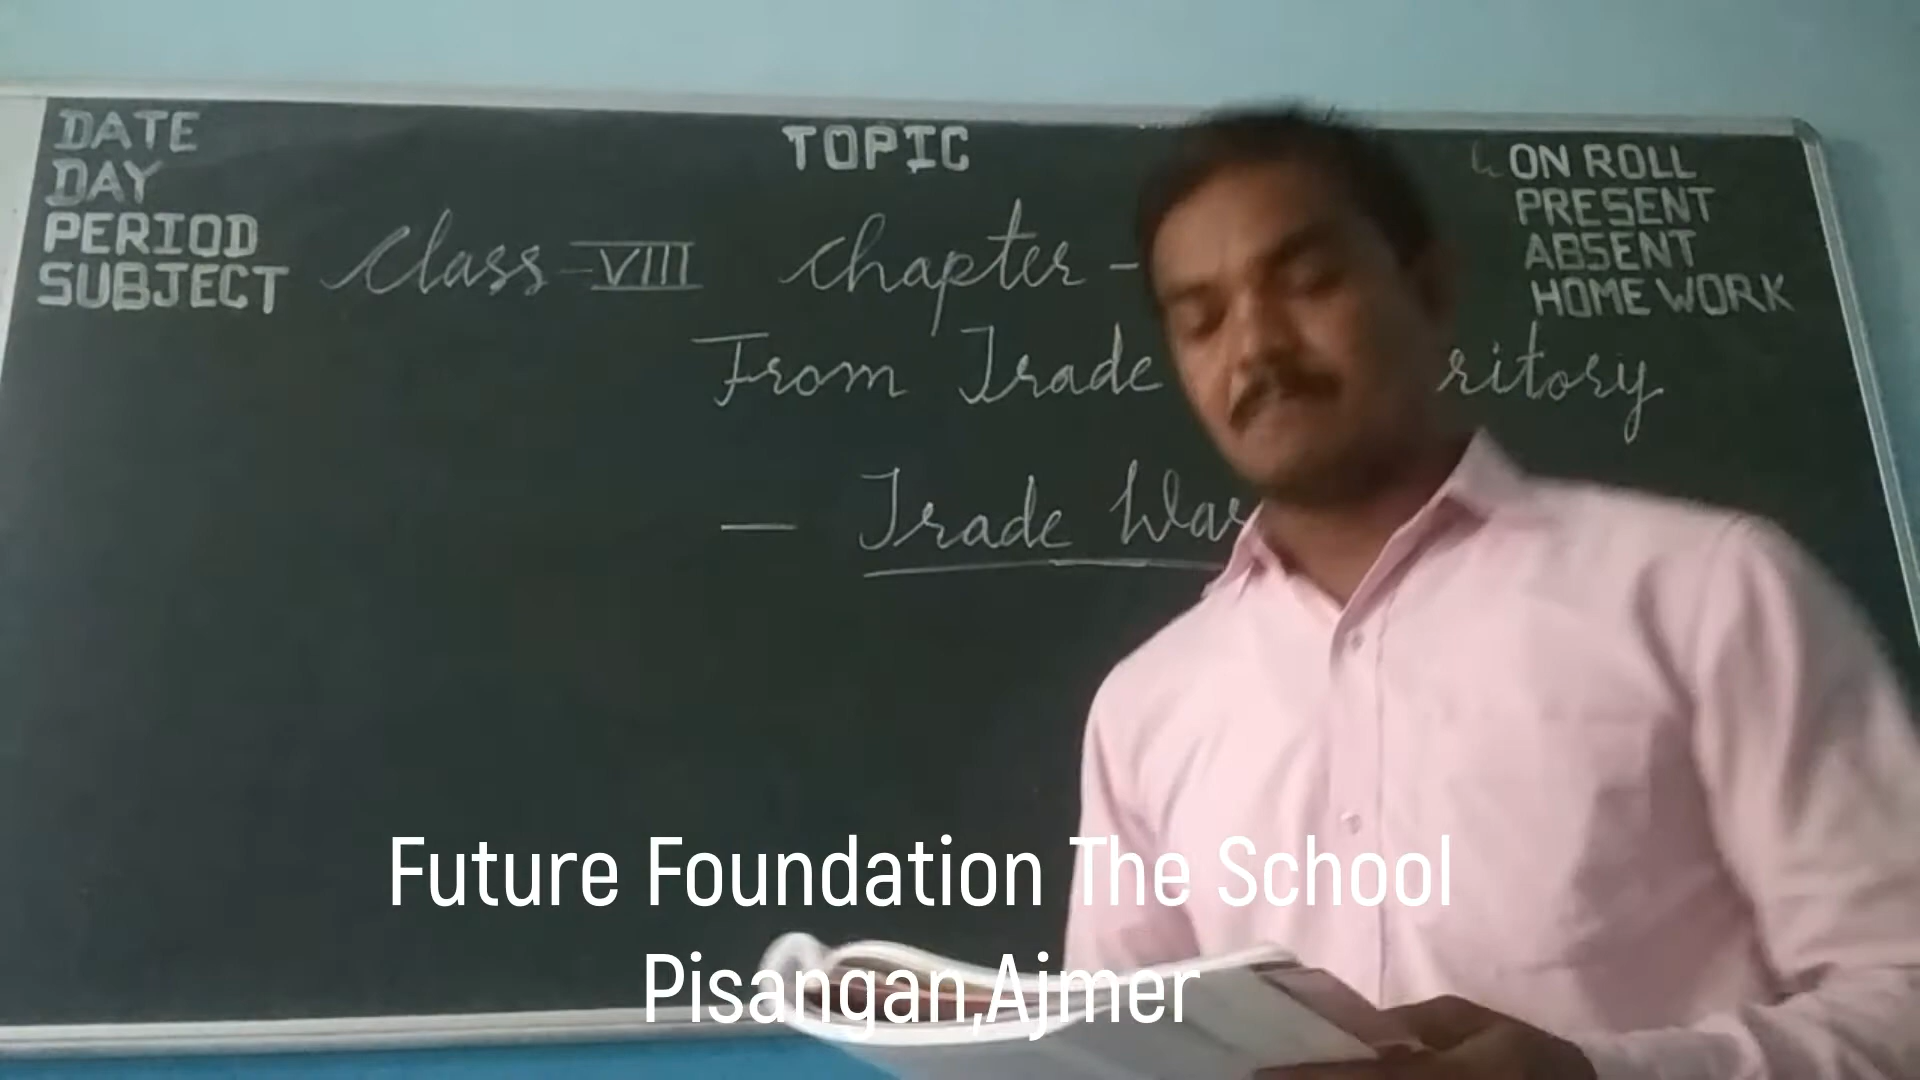 DATE
DAY
PERIOD
SUBJECT
TOPIC
ON ROLL
PRESENT
ABSENT
HOME WORK
Class - VIII Chapter -
From Trade ritory
— Trade War
Future Foundation The School
Pisangan,Ajmer